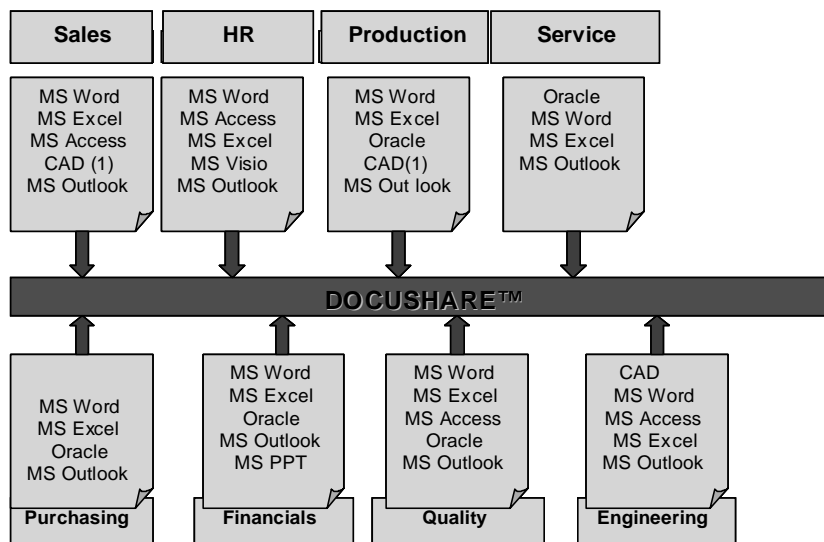 Sales
HR
Production
Service
MS Word
MS Excel
MS Access
CAD (1)
MS Outlook
MS Word
MS Access
MS Excel
MS Visio
MS Outlook
MS Word
MS Excel
Oracle
CAD(1)
MS Out look
Oracle
MS Word
MS Excel
MS Outlook
DOCUSHARE™
MS Word
MS Excel
Oracle
MS Outlook
MS Word
MS Excel
Oracle
MS Outlook
MS PPT
MS Word
MS Excel
MS Access
Oracle
MS Outlook
CAD
MS Word
MS Access
MS Excel
MS Outlook
Purchasing
Financials
Quality
Engineering